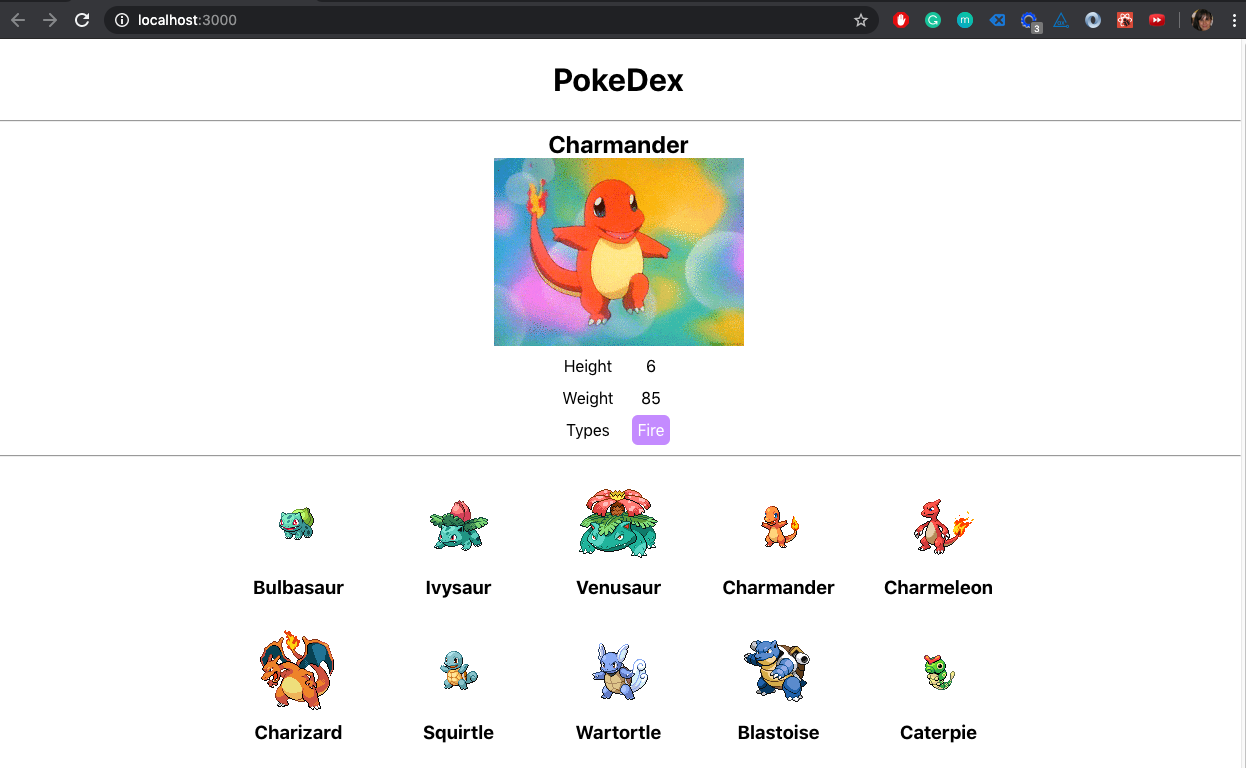 localhost:3000
3
PokeDex
Charmander
Height 6
Weight 85
Types Fire
Bulbasaur Ivysaur Venusaur Charmander Charmeleon
Charizard Squirtle Wartortle Blastoise Caterpie